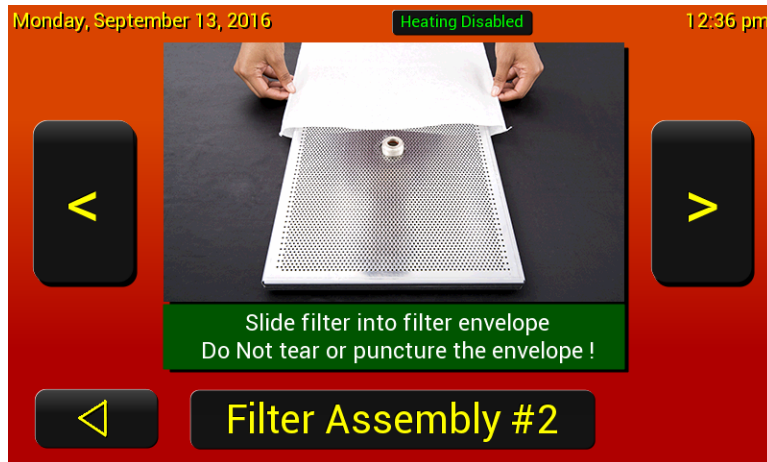 Monday, September 13, 2016
Heating Disabled
12:36 pm
<
>
Slide filter into filter envelope
Do Not tear or puncture the envelope !
Filter Assembly #2